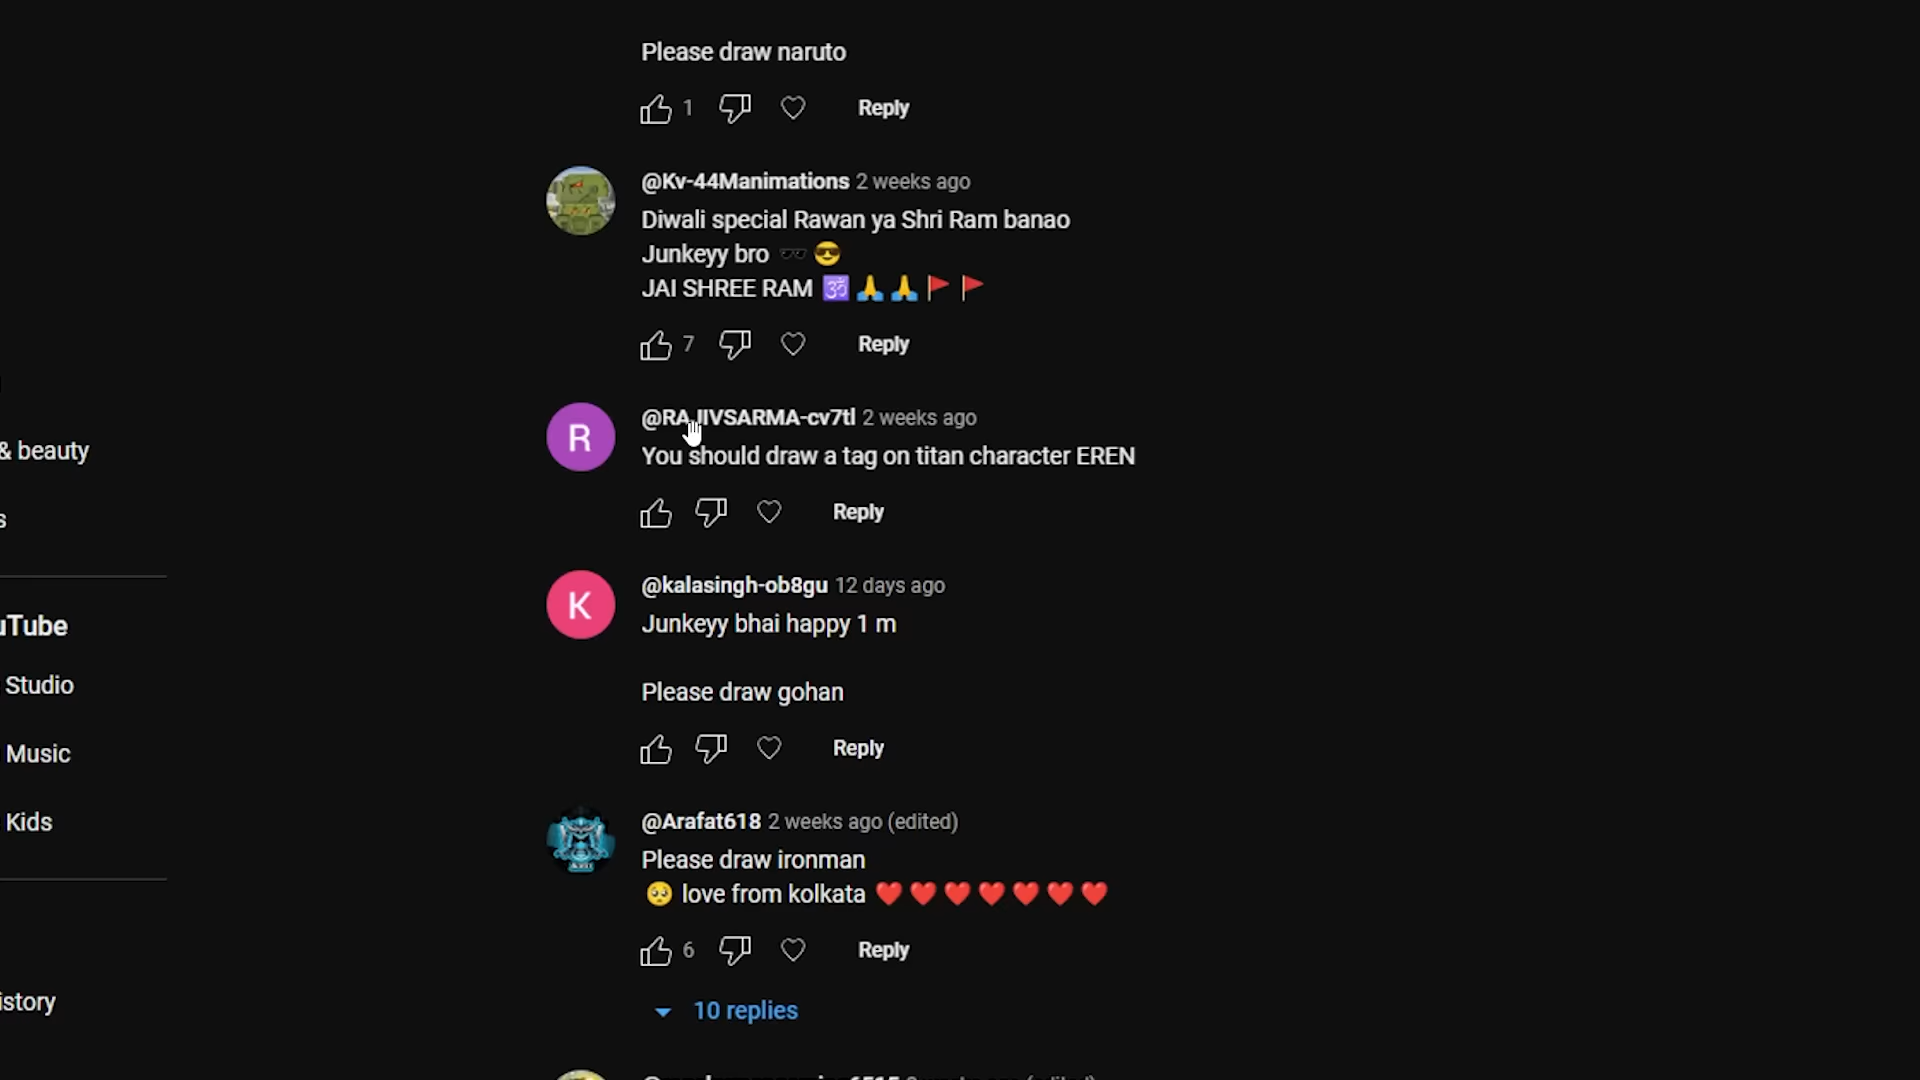 Please draw naruto
1 Reply
@Kv-44Manimations 2 weeks ago
Diwali special Rawan ya Shri Ram banao
Junkeyy bro 🕶 😎
JAI SHREE RAM 🕉 🙏 🙏 🚩 🚩
7 Reply
@RAJIVSARMA-cv7tl 2 weeks ago
You should draw a tag on titan character EREN
Reply
@kalasingh-ob8gu 12 days ago
Junkeyy bhai happy 1 m
Please draw gohan
Reply
@Arafat618 2 weeks ago (edited)
Please draw ironman
🥺 love from kolkata ❤️ ❤️ ❤️ ❤️ ❤️ ❤️ ❤️
6 Reply
10 replies
& beauty
s
uTube
Studio
Music
Kids
istory